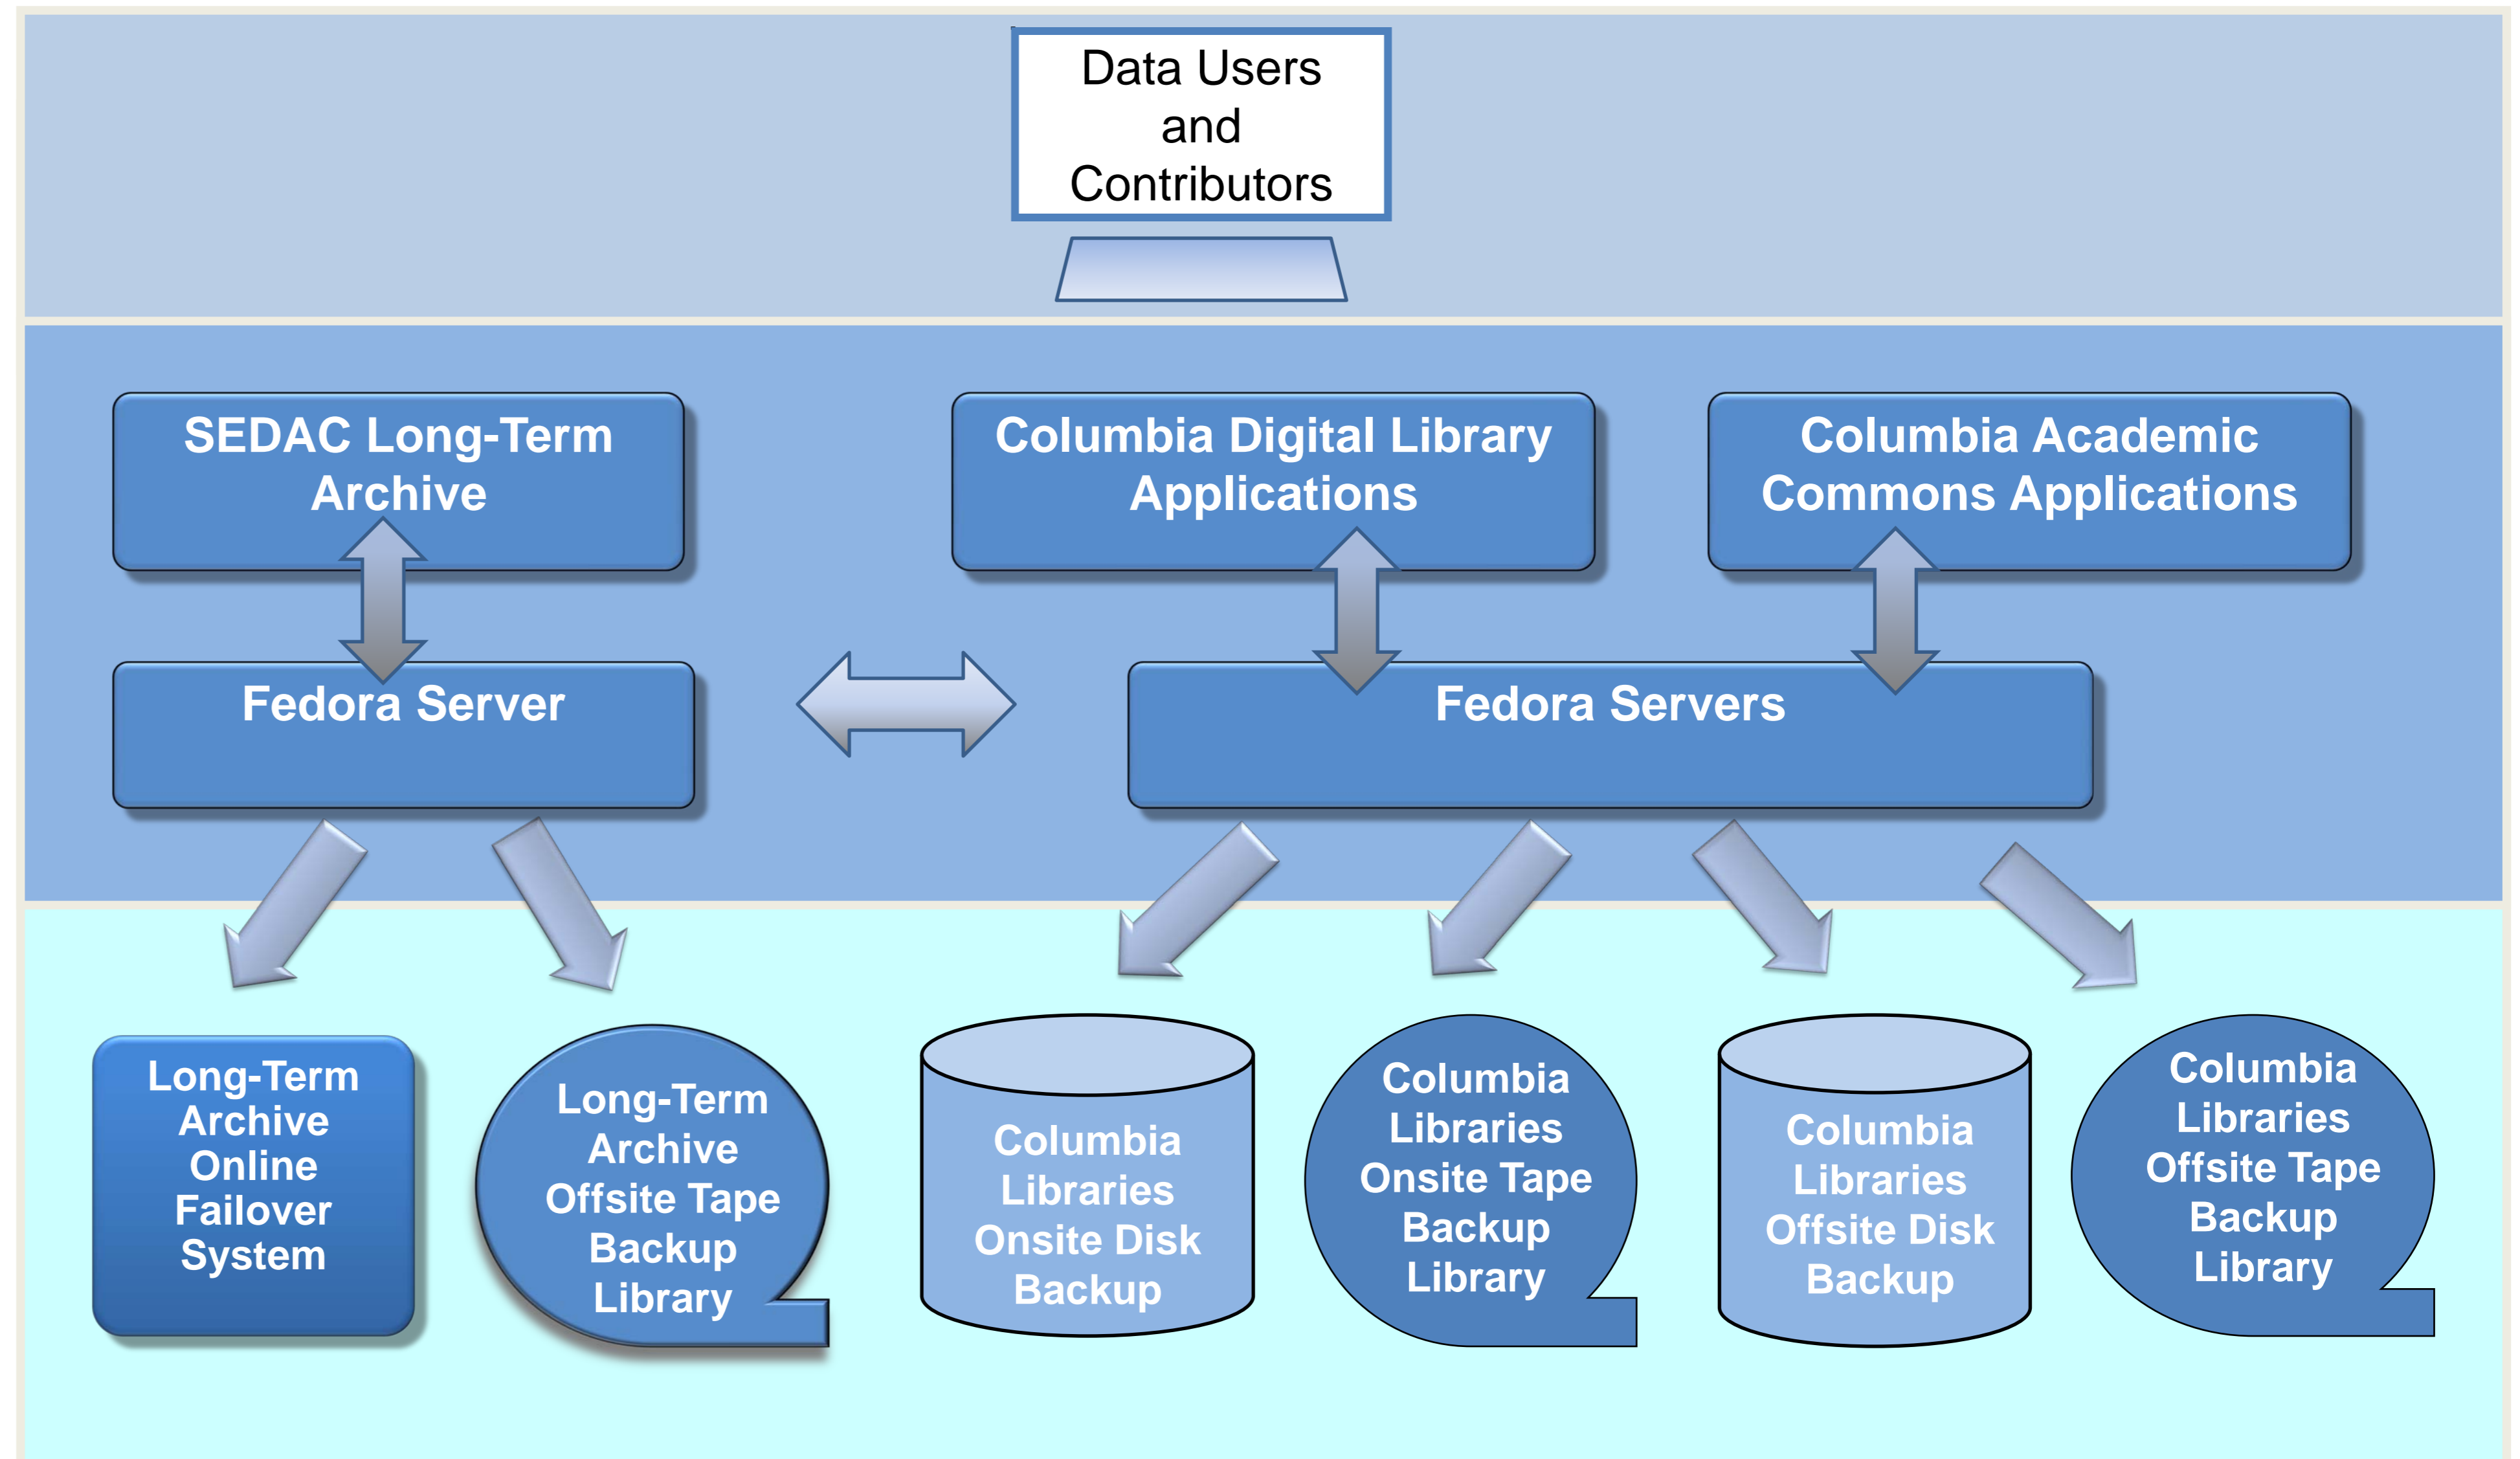 Data Users
and
Contributors
SEDAC Long-Term
Archive
Columbia Digital Library
Applications
Columbia Academic
Commons Applications
Fedora Server
Fedora Servers
Long-Term
Archive
Online
Failover
System
Long-Term
Archive
Offsite Tape
Backup
Library
Columbia
Libraries
Onsite Disk
Backup
Columbia
Libraries
Onsite Tape
Backup
Library
Columbia
Libraries
Offsite Disk
Backup
Columbia
Libraries
Offsite Tape
Backup
Library